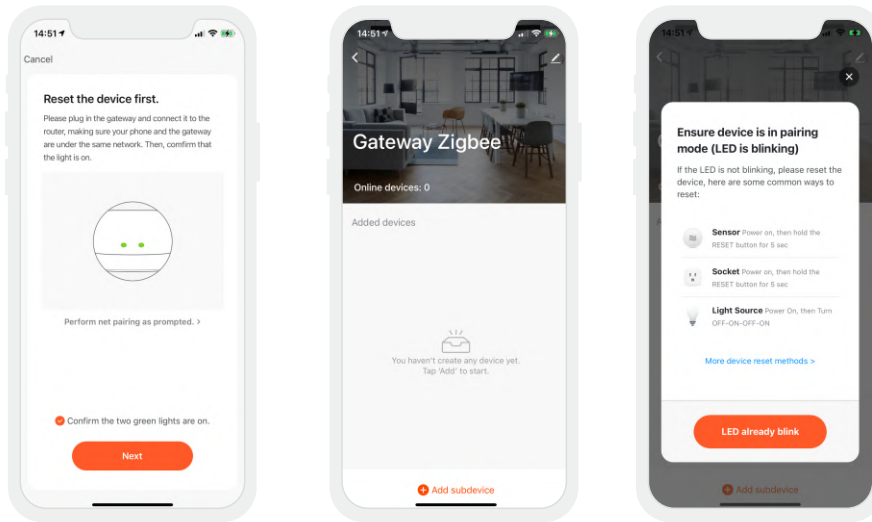 14:51
Cancel
Reset the device first.
Please plug in the gateway and connect it to the
router, making sure your phone and the gateway
are under the same network. Then, comfirm that
the light is on.
Perform net pairing as prompted. >
Confirm the two green lights are on.
Next
14:51
Gateway Zigbee
Online devices: 0
Added devices
You haven't create any device yet.
Tap 'Add' to start.
Add subdevice
14:51
Ensure device is in pairing
mode (LED is blinking)
If the LED is not blinking, please reset the
device, here are some common ways to
reset:
Sensor Power on, then hold the
RESET button for 5 sec
Socket Power on, then hold the
RESET button for 5 sec
Light Source Power On, then Turn
OFF-ON-OFF-ON
More device reset methods >
LED already blink
Add subdevice